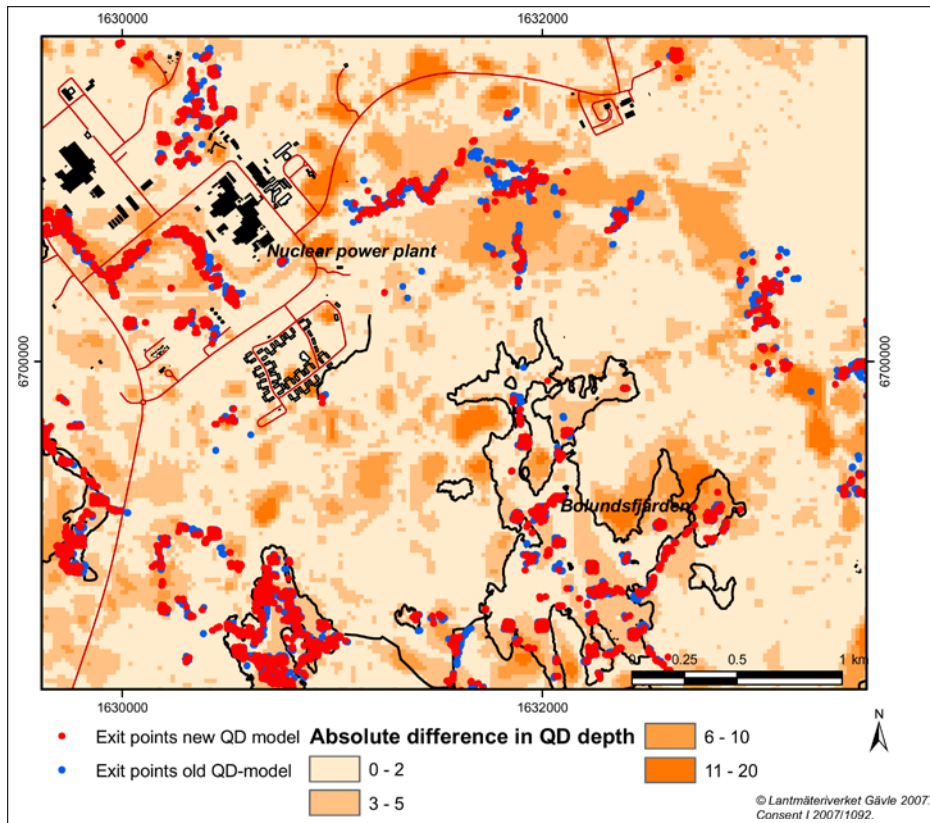 1630000
1632000
Nuclear power plant
6700000
6700000
Bolundsfjärden
0
0.25
0.5
1 km
1630000
1632000
Exit points new QD model
Exit points old QD-model
Absolute difference in QD depth
0 - 2
3 - 5
6 - 10
11 - 20
N
© Lantmäteriverket Gävle 2007.
Consent I 2007/1092.